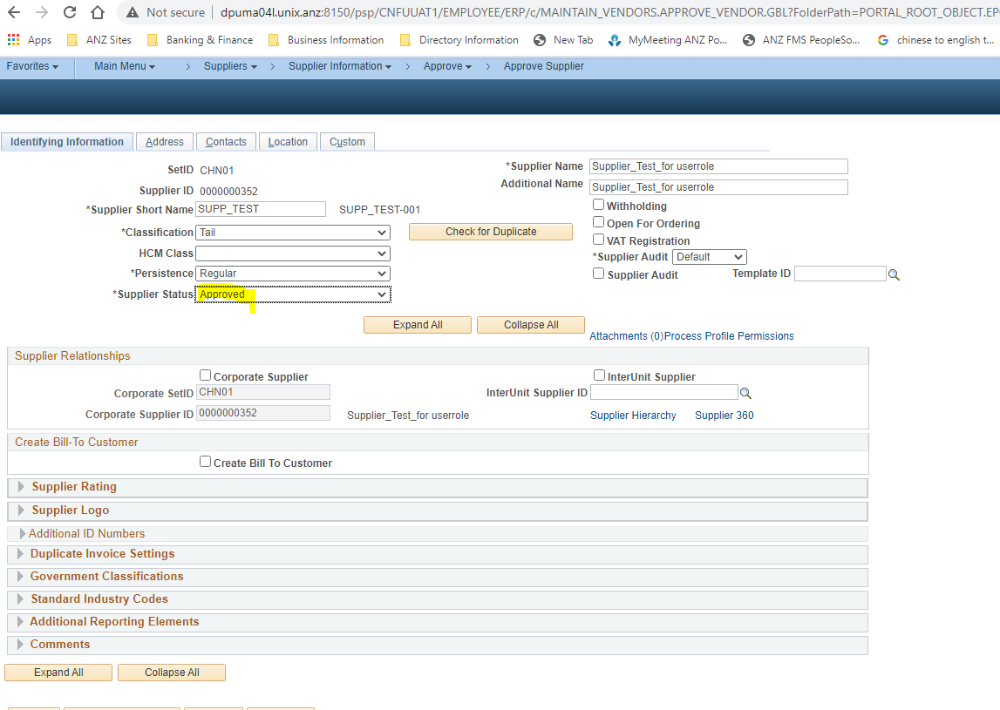 Not secure | dpuma04l.unix.anz:8150/psp/CNFUUAT1/EMPLOYEE/ERP/c/MAINTAIN_VENDORS.APPROVE_VENDOR.GBL?FolderPath=PORTAL_ROOT_OBJECT.EP
Apps ANZ Sites Banking & Finance Business Information Directory Information New Tab MyMeeting ANZ Po... ANZ FMS PeopleSo... chinese to english t...
Favorites Main Menu > Suppliers > Supplier Information > Approve > Approve Supplier
Identifying Information Address Contacts Location Custom
SetID CHN01 *Supplier Name Supplier_Test_for userrole
Supplier ID 0000000352 Additional Name Supplier_Test_for userrole
*Supplier Short Name SUPP_TEST SUPP_TEST-001 Withholding
Open For Ordering
*Classification Tail Check for Duplicate VAT Registration
HCM Class *Supplier Audit Default
*Persistence Regular Supplier Audit Template ID
*Supplier Status Approved
Expand All Collapse All
Attachments (0) Process Profile Permissions
Supplier Relationships
Corporate Supplier InterUnit Supplier
Corporate SetID CHN01 InterUnit Supplier ID
Corporate Supplier ID 0000000352 Supplier_Test_for userrole Supplier Hierarchy Supplier 360
Create Bill-To Customer
Create Bill To Customer
Supplier Rating
Supplier Logo
Additional ID Numbers
Duplicate Invoice Settings
Government Classifications
Standard Industry Codes
Additional Reporting Elements
Comments
Expand All Collapse All